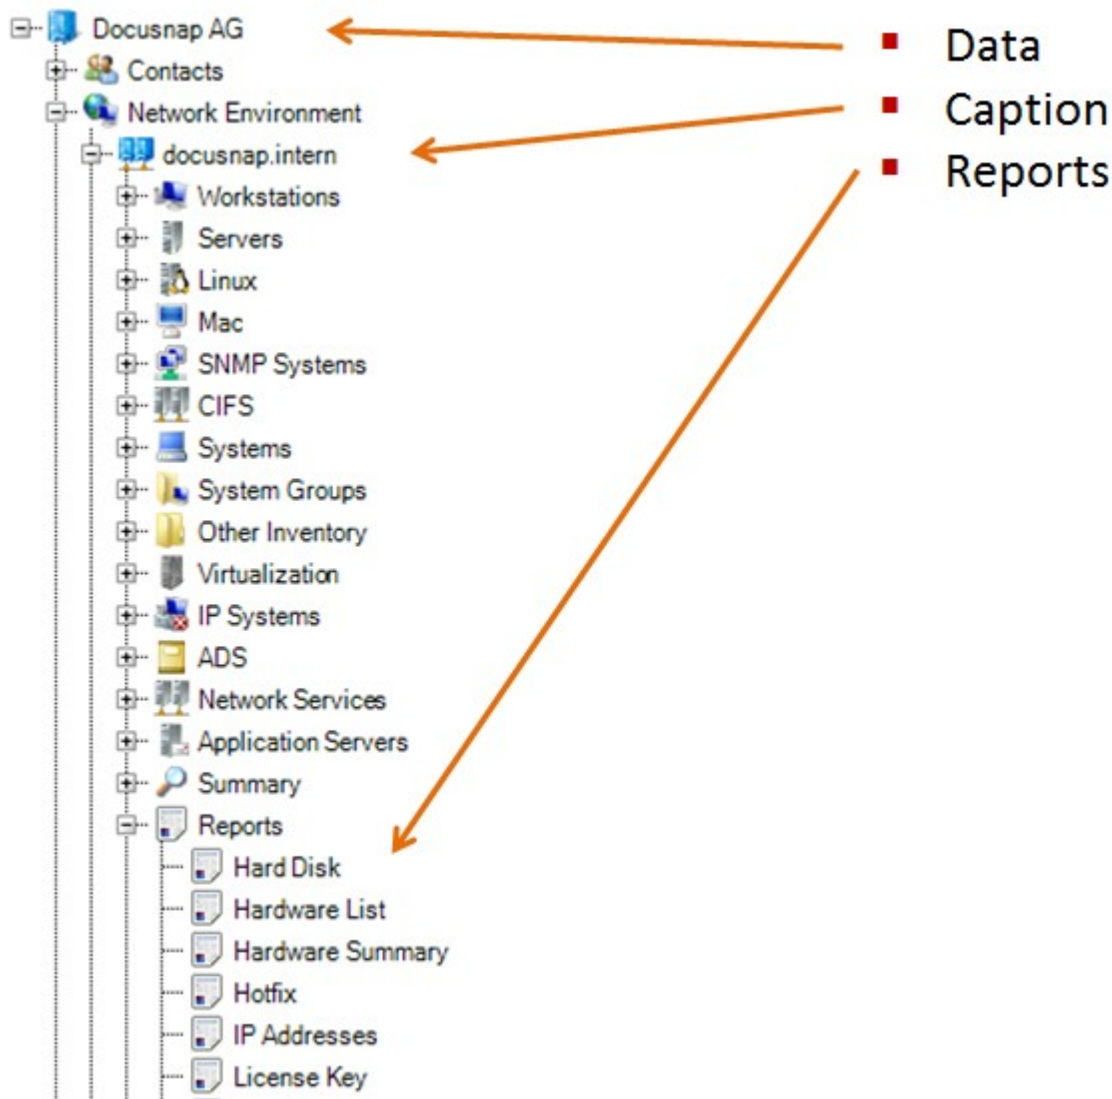 Docusnap AG
Contacts
Network Environment
docusnap.intern
Workstations
Servers
Linux
Mac
SNMP Systems
CIFS
Systems
System Groups
Other Inventory
Virtualization
IP Systems
ADS
Network Services
Application Servers
Summary
Reports
Hard Disk
Hardware List
Hardware Summary
Hotfix
IP Addresses
License Key
Data
Caption
Reports